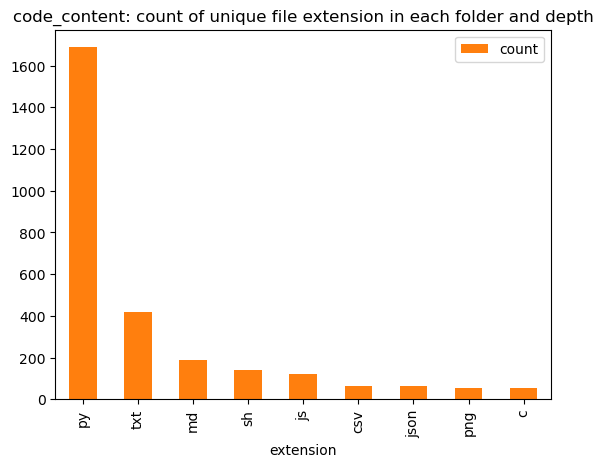 code_content: count of unique file extension in each folder and depth
count
1600
1400
1200
1000
800
600
400
200
0
py
txt
md
sh
js
csv
json
png
c
extension